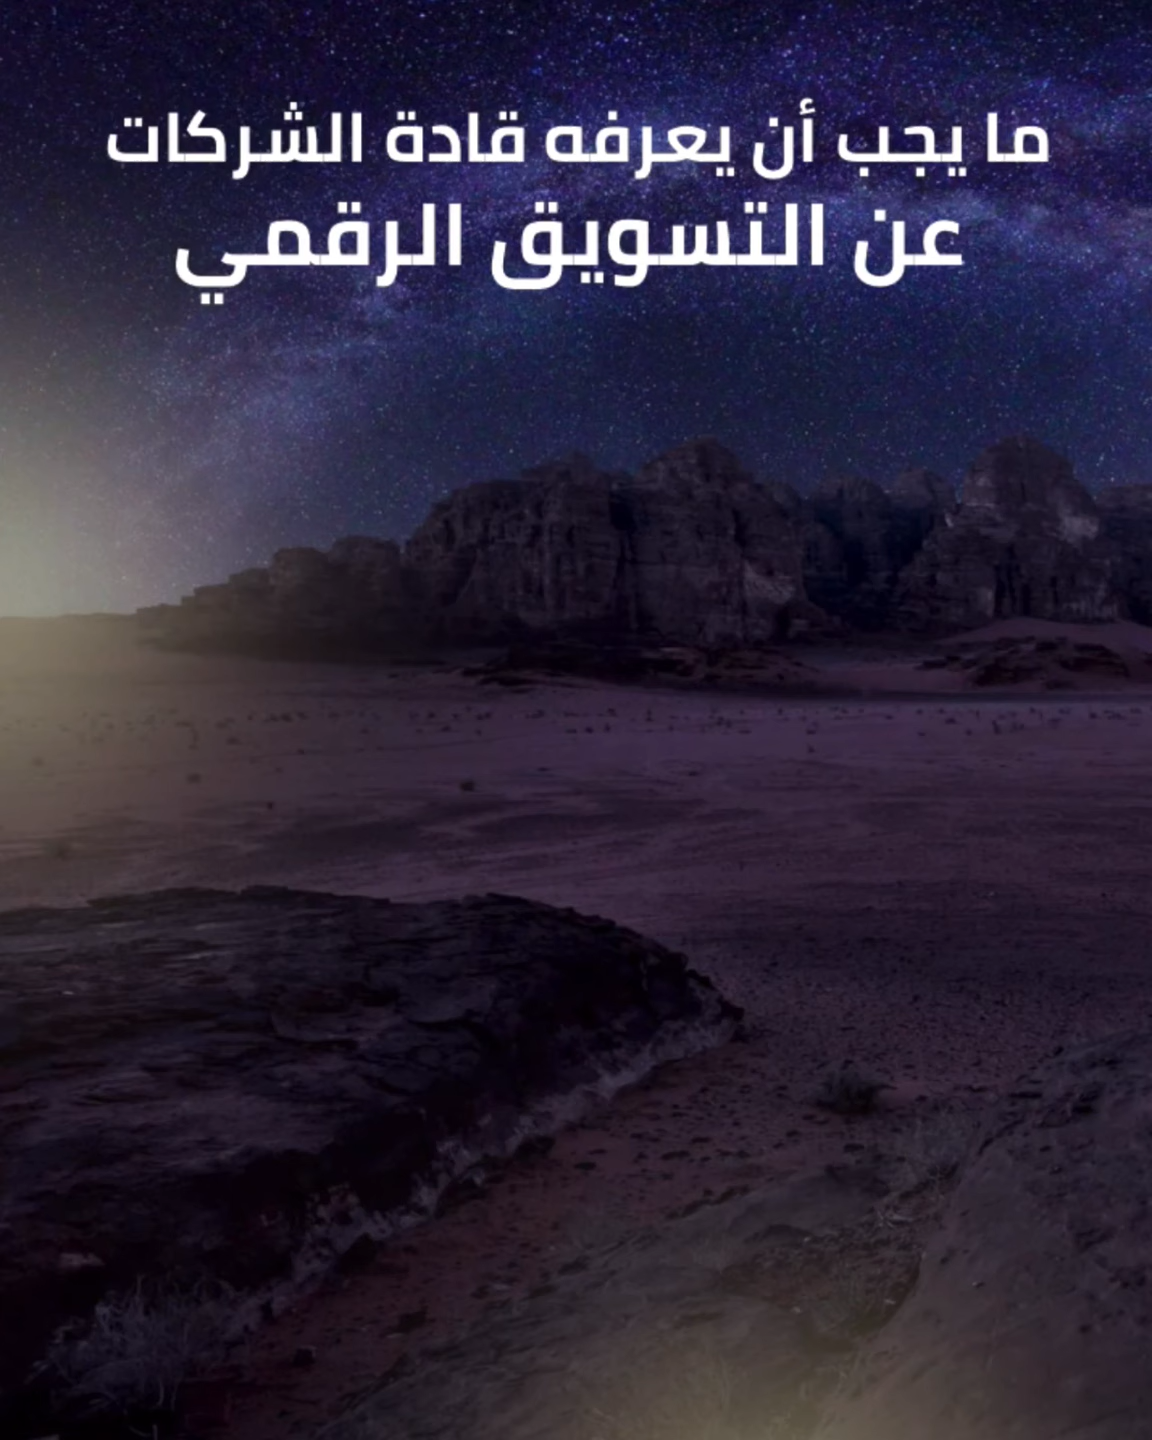 ما يجب أن يعرفه قادة الشركات
عن التسويق الرقمي